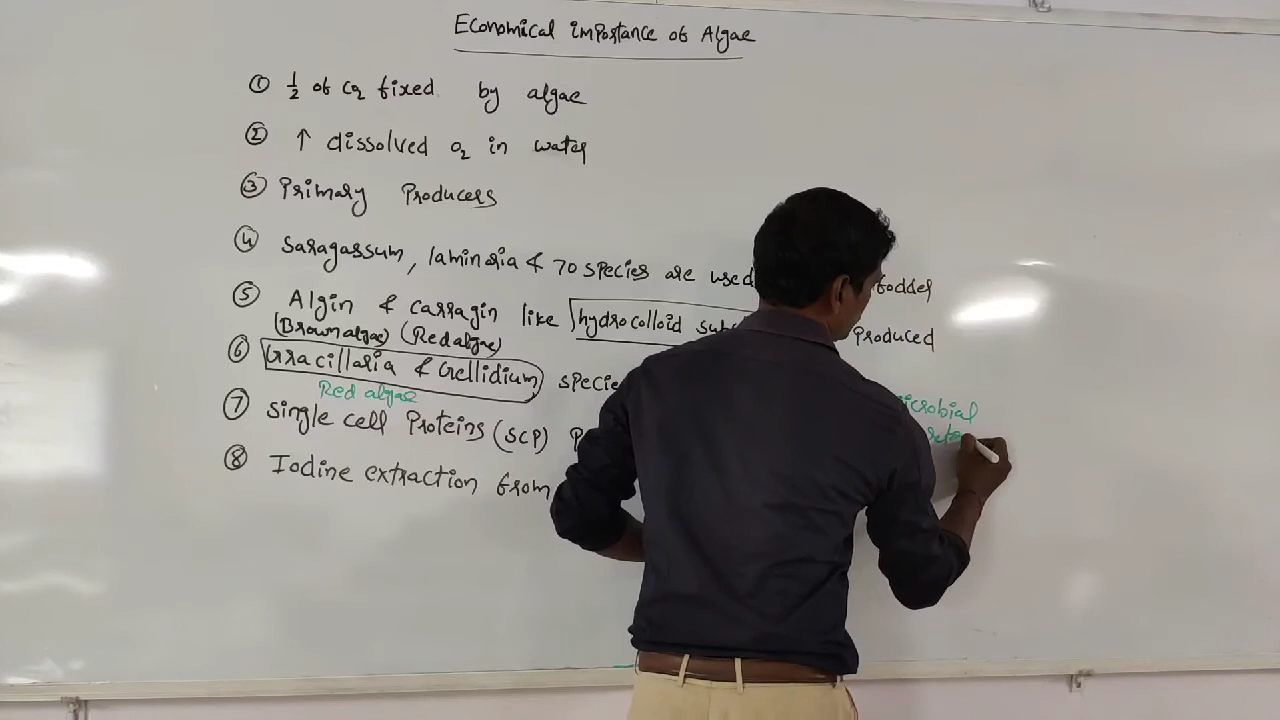 Economical importance of Algae
① 1/2 of CO2 fixed by algae
② ↑ dissolved O2 in water
③ Primary Producers
④ Saragassum, laminaria & 70 species are used fodder
⑤ Algin & carragin like hydrocolloid Produced
(Brown algae) (Red algae)
⑥ Gracillaria & Gellidium species
Red algae
microbial
⑦ Single cell Proteins (SCP)
⑧ Iodine extraction from